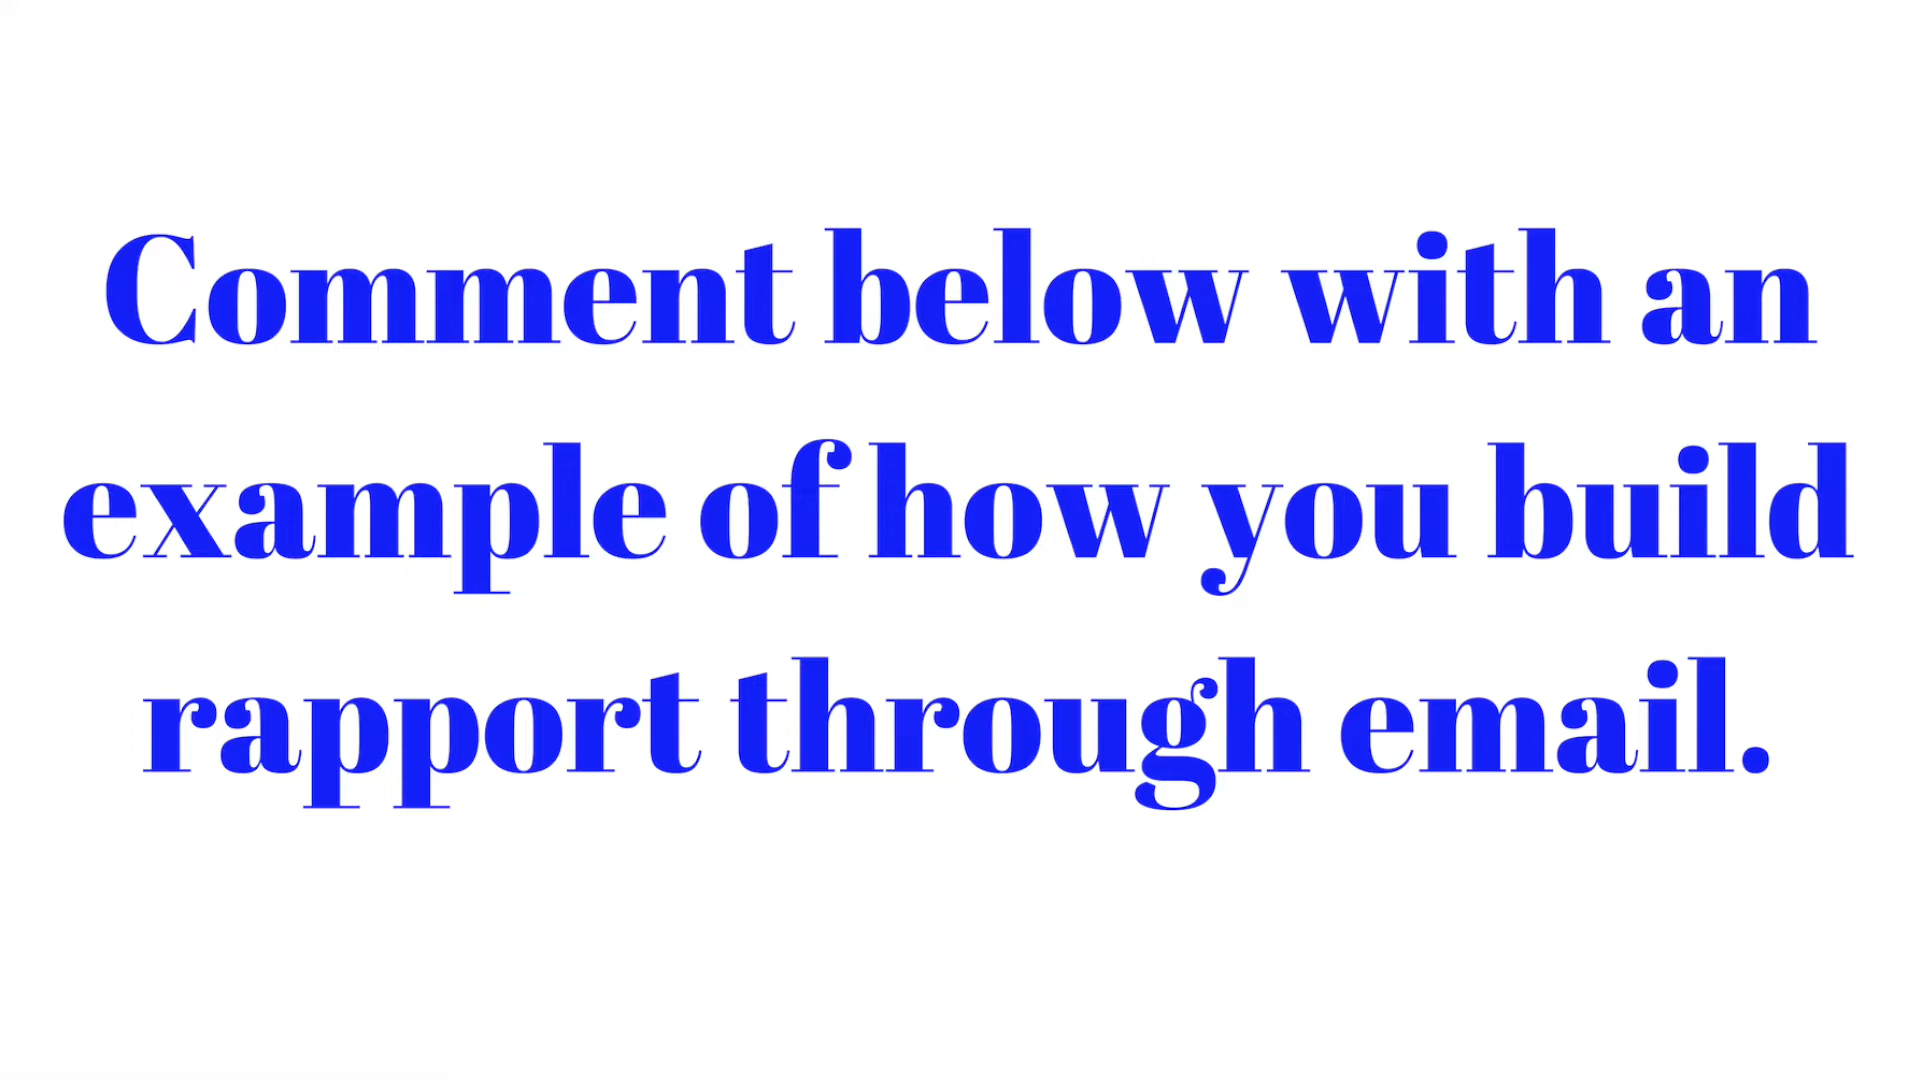 Comment below with an
example of how you build
rapport through email.